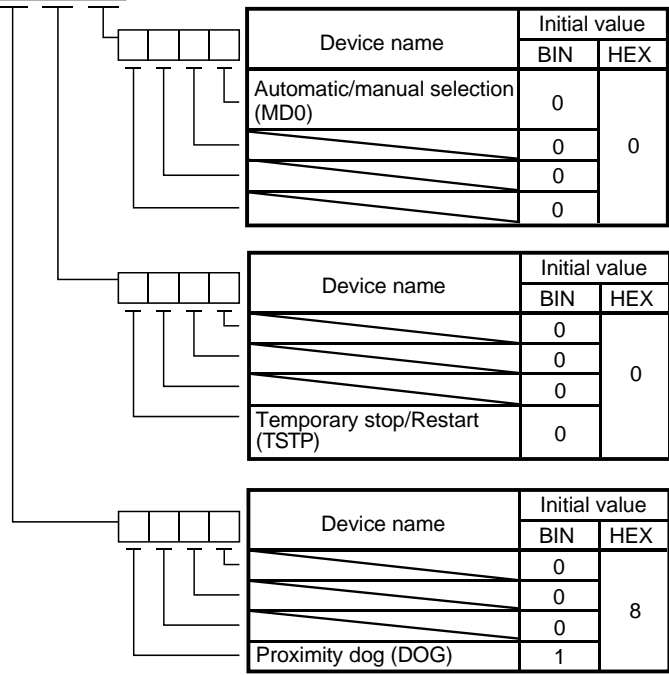 Device name Initial value
BIN HEX
Automatic/manual selection
(MD0) 0
0 0
0
0
Device name Initial value
BIN HEX
0
0 0
0
Temporary stop/Restart
(TSTP) 0
Device name Initial value
BIN HEX
0
0 8
0
Proximity dog (DOG) 1